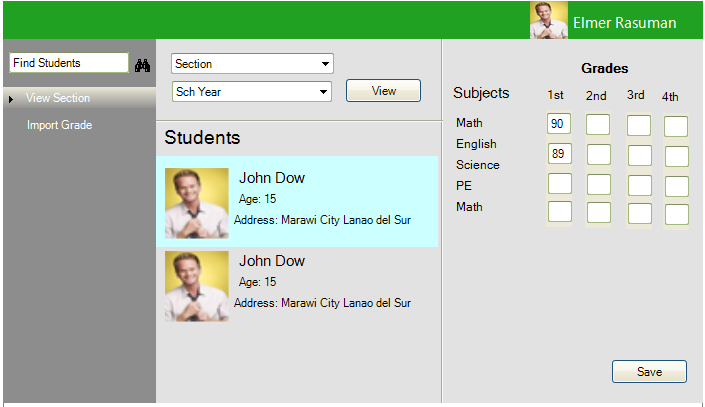 Elmer Rasuman
Find Students
View Section
Import Grade
Section
Sch Year
View
Students
John Dow
Age: 15
Address: Marawi City Lanao del Sur
John Dow
Age: 15
Address: Marawi City Lanao del Sur
Grades
Subjects 1st 2nd 3rd 4th
Math 90
English 89
Science
PE
Math
Save